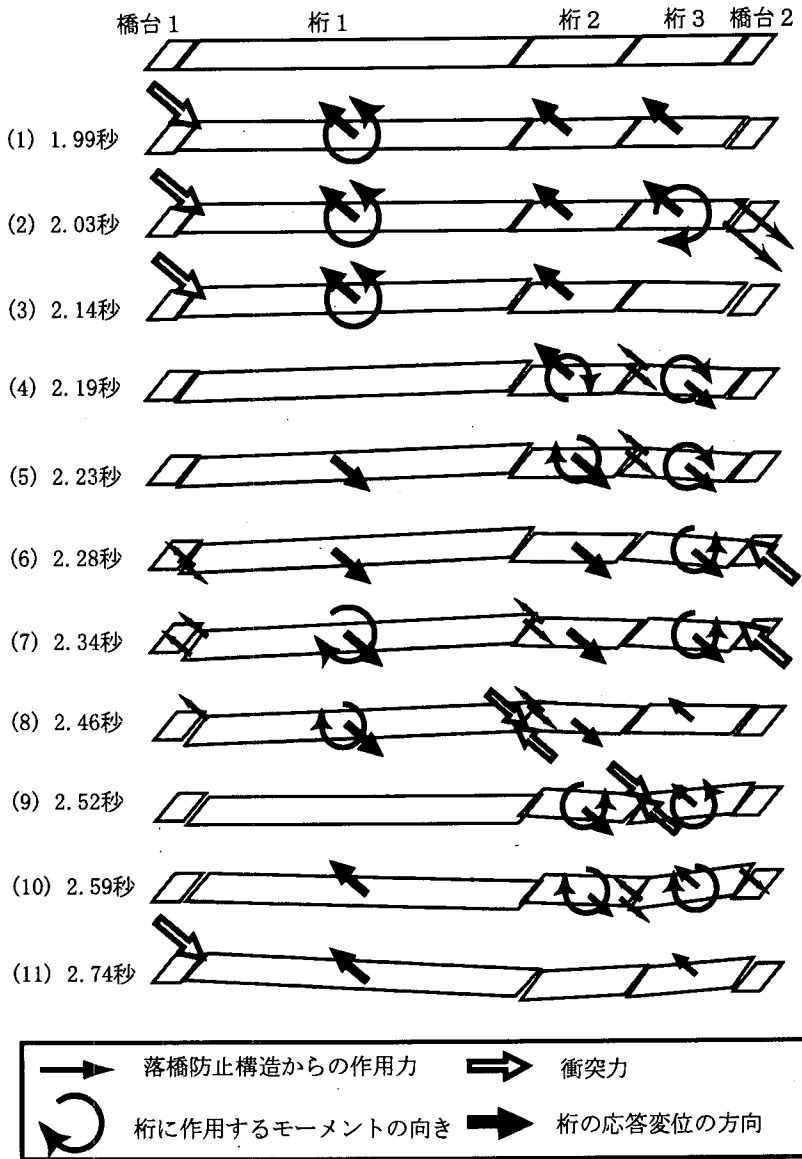 橋台1 桁1 桁2 桁3 橋台2
(1) 1.99秒
(2) 2.03秒
(3) 2.14秒
(4) 2.19秒
(5) 2.23秒
(6) 2.28秒
(7) 2.34秒
(8) 2.46秒
(9) 2.52秒
(10) 2.59秒
(11) 2.74秒
落橋防止構造からの作用力 衝突力
桁に作用するモーメントの向き 桁の応答変位の方向